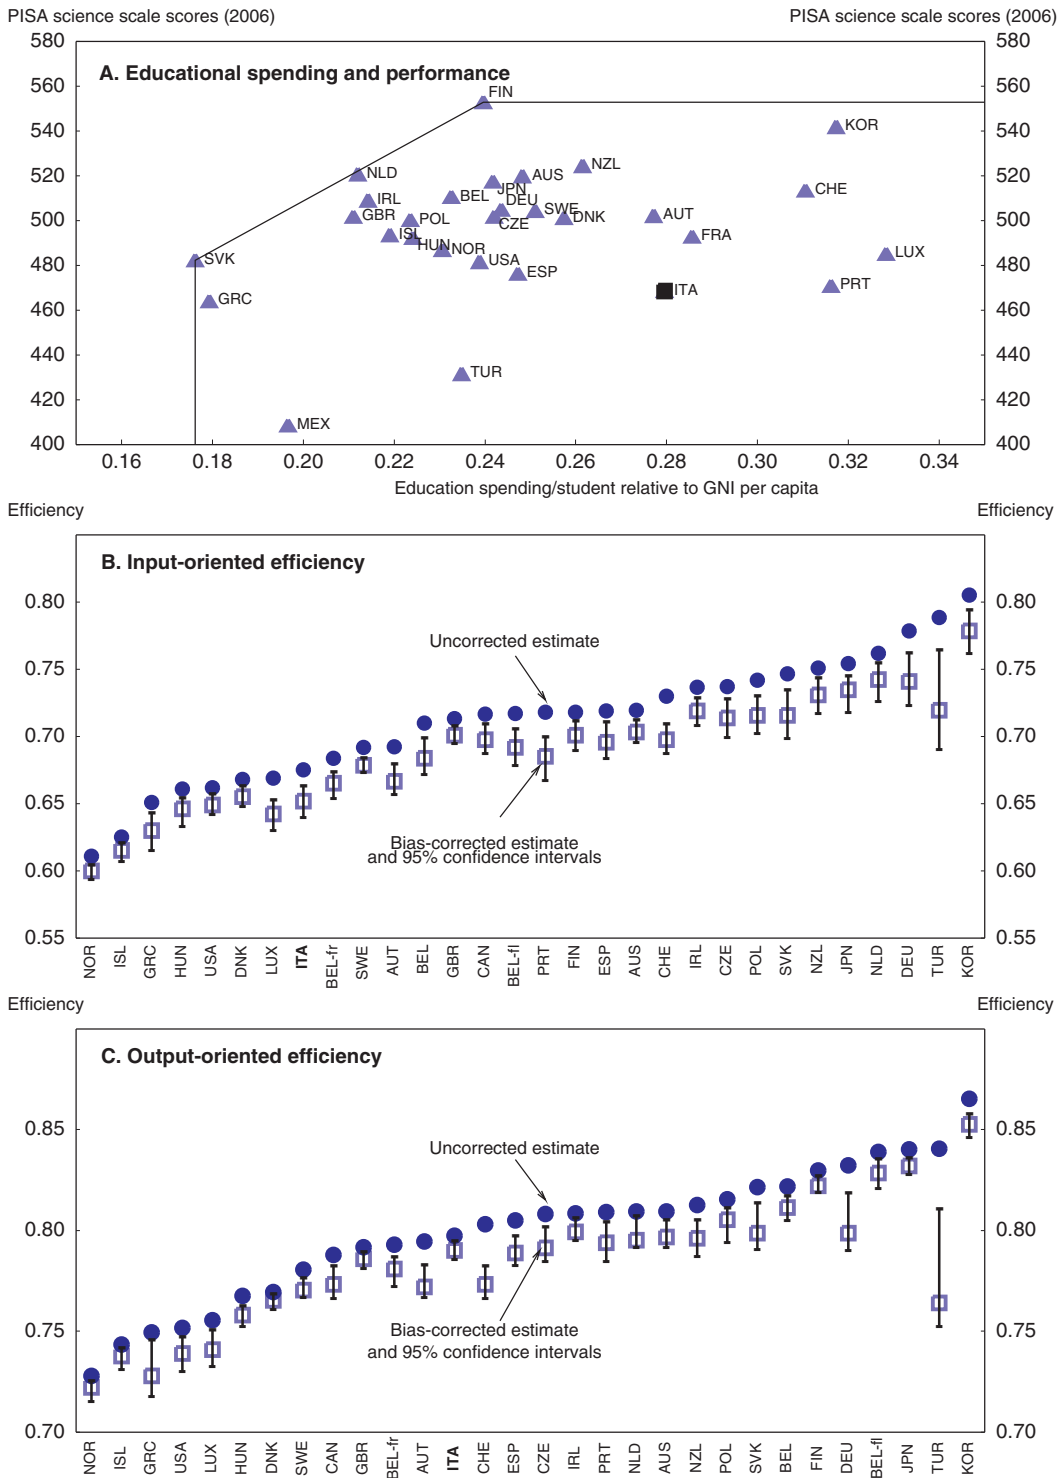 PISA science scale scores (2006) PISA science scale scores (2006)
580 580
A. Educational spending and performance
560 560
FIN
540 KOR 540
520 NLD AUS NZL 520
JPN
IRL BEL DEU CHE
500 GBR POL CZE SWE DNK AUT 500
ISL HUN NOR FRA
480 SVK USA ESP LUX 480
GRC ITA PRT
460 460
440 440
TUR
420 420
MEX
400 400
0.16 0.18 0.20 0.22 0.24 0.26 0.28 0.30 0.32 0.34
Education spending/student relative to GNI per capita
Efficiency Efficiency
B. Input-oriented efficiency
0.80 0.80
Uncorrected estimate
0.75 0.75
0.70 0.70
0.65 0.65
Bias-corrected estimate
and 95% confidence intervals
0.60 0.60
0.55 0.55
NOR ISL GRC HUN USA DNK LUX ITA BEL-fr SWE AUT BEL GBR CAN BEL-fl PRT FIN ESP AUS CHE IRL CZE POL SVK NZL JPN NLD DEU TUR KOR
Efficiency Efficiency
C. Output-oriented efficiency
0.85 0.85
Uncorrected estimate
0.80 0.80
0.75 0.75
Bias-corrected estimate
and 95% confidence intervals
0.70 0.70
NOR ISL GRC USA LUX HUN DNK SWE CAN GBR BEL-fr AUT ITA CHE ESP CZE IRL PRT NLD AUS NZL POL SVK BEL FIN DEU BEL-fl JPN TUR KOR